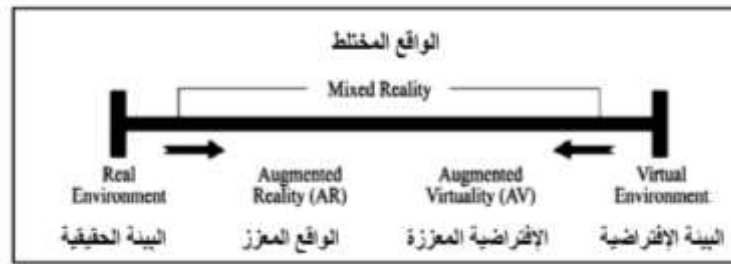 الواقع المختلط
Mixed Reality
Real Environment
Augmented Reality (AR)
Augmented Virtuality (AV)
Virtual Environment
البيئة الحقيقية
الواقع المعزز
الإفتراضية المعززة
البيئة الإفتراضية